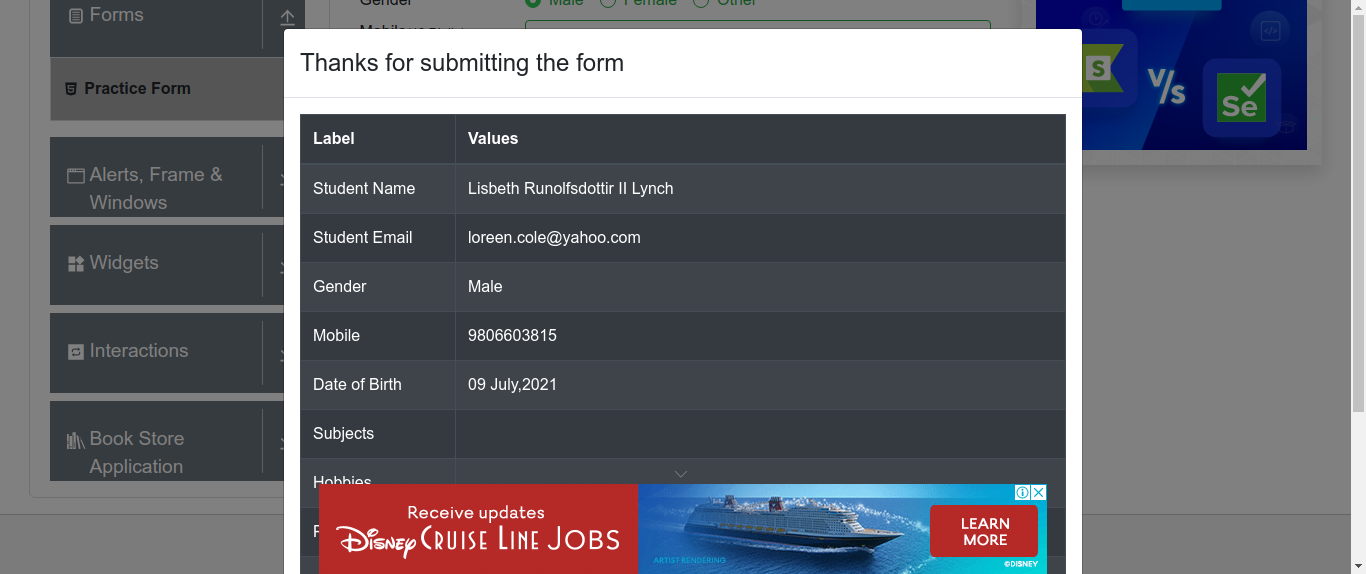 Forms
Gender
Male
Female
Other
Thanks for submitting the form
Practice Form
S
V/s
Se
Label Values
Student Name Lisbeth Runolfsdottir II Lynch
Student Email loreen.cole@yahoo.com
Gender Male
Mobile 9806603815
Date of Birth 09 July,2021
Subjects
Hobbies
Alerts, Frame &
Windows
Widgets
Interactions
Book Store
Application
Receive updates
Disney CRUISE LINE JOBS
LEARN
MORE
ARTIST RENDERING
©DISNEY